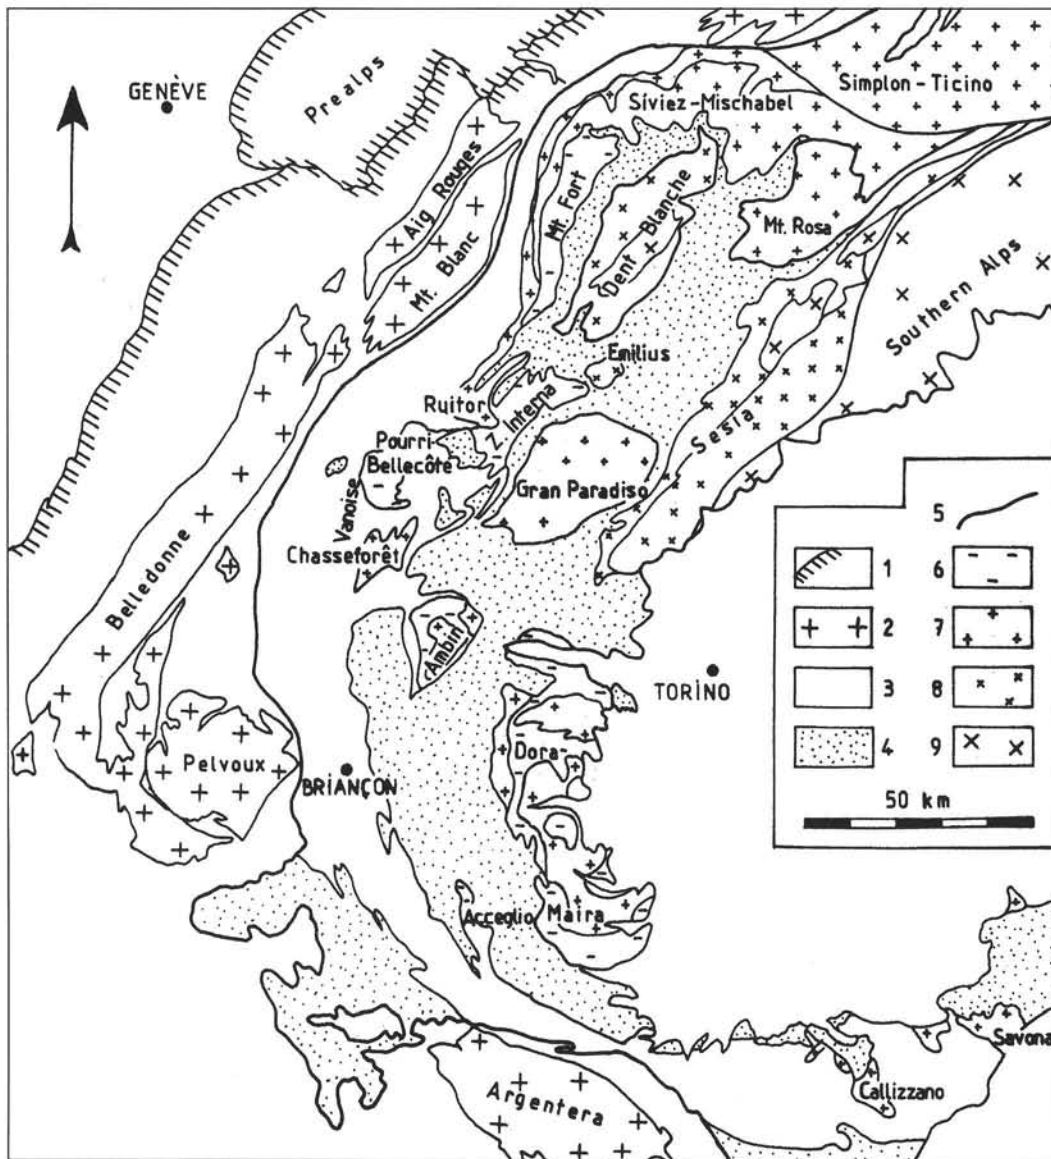 GENÈVE
Prealps
Simplon-Ticino
Siviez-Mischabel
Aig Rouges
Mt. Blanc
Mt Fort
Dent Blanche
Mt. Rosa
Southern Alps
Emilius
Ruitor
Z Interna
Sesia
Pourri
Bellecôte
Gran Paradiso
Vanoise
Chasseforêt
Belledonne
Ambin
TORINO
Pelvoux
BRIANÇON
Dora-
Acceglio
Maira
Savona
Callizzano
Argentera
5
1
6
2
7
3
8
4
9
50 km